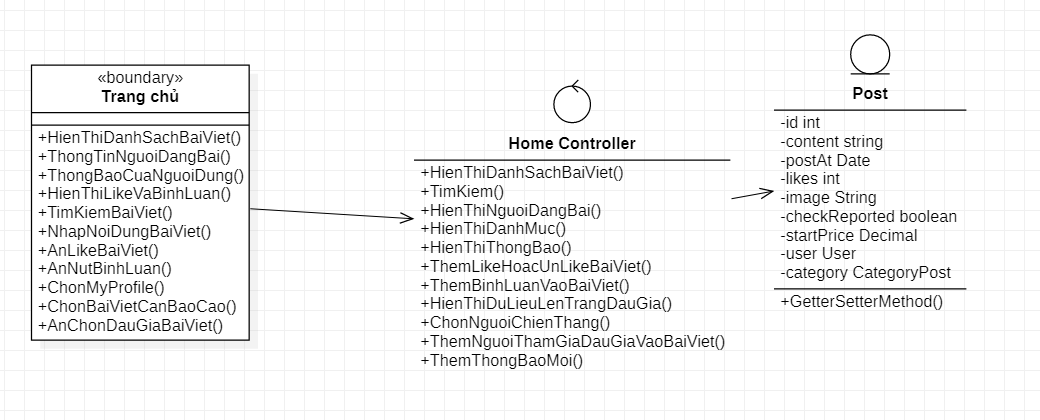 «boundary»
Trang chủ
+HienThiDanhSachBaiViet()
+ThongTinNguoiDangBai()
+ThongBaoCuaNguoiDung()
+HienThiLikeVaBinhLuan()
+TimKiemBaiViet()
+NhapNoiDungBaiViet()
+AnLikeBaiViet()
+AnNutBinhLuan()
+ChonMyProfile()
+ChonBaiVietCanBaoCao()
+AnChonDauGiaBaiViet()
Home Controller
+HienThiDanhSachBaiViet()
+TimKiem()
+HienThiNguoiDangBai()
+HienThiDanhMuc()
+HienThiThongBao()
+ThemLikeHoacUnLikeBaiViet()
+ThemBinhLuanVaoBaiViet()
+HienThiDuLieuLenTrangDauGia()
+ChonNguoiChienThang()
+ThemNguoiThamGiaDauGiaVaoBaiViet()
+ThemThongBaoMoi()
Post
-id int
-content string
-postAt Date
-likes int
-image String
-checkReported boolean
-startPrice Decimal
-user User
-category CategoryPost
+GetterSetterMethod()